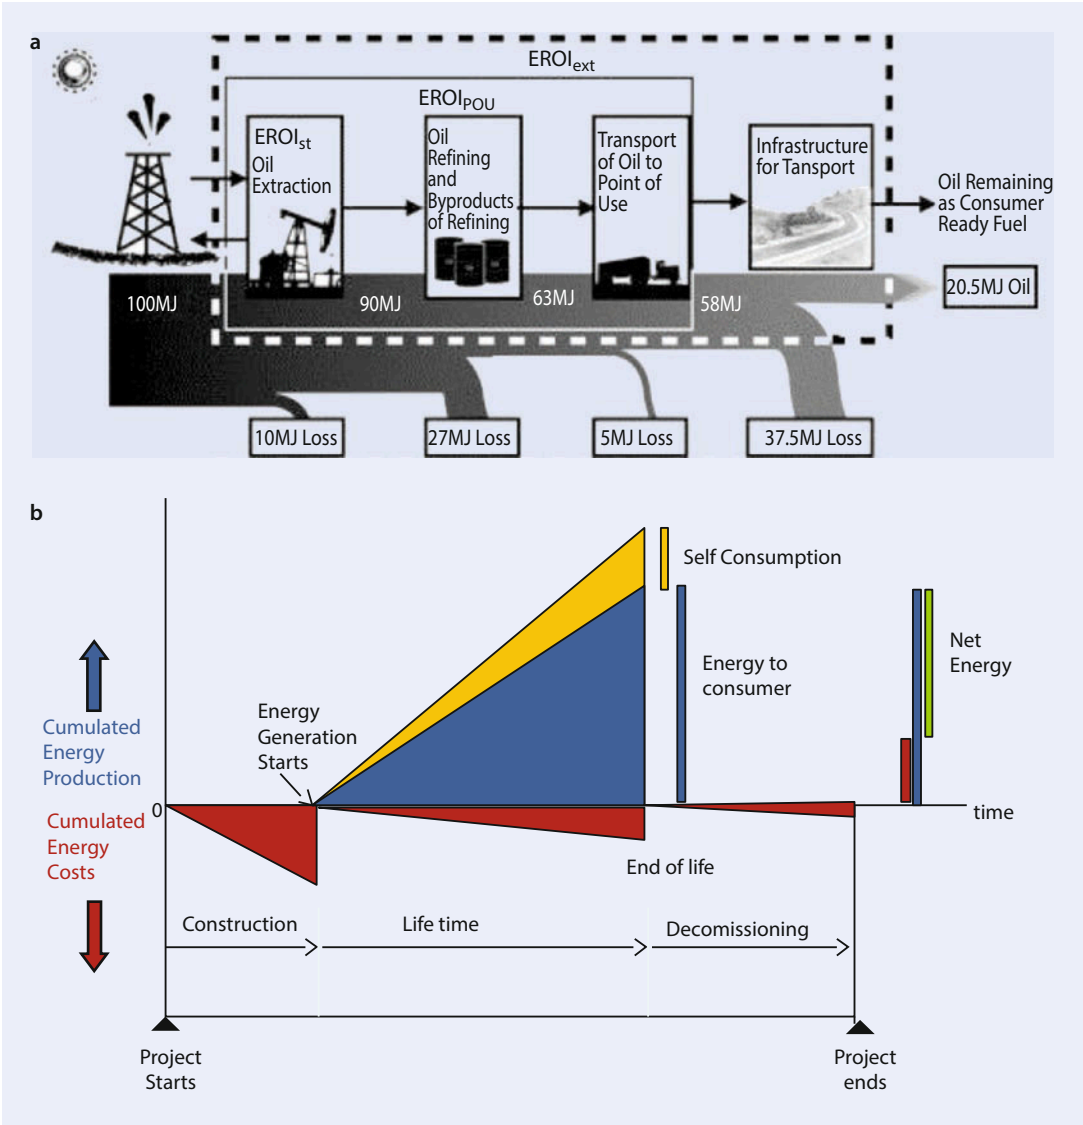 a
EROIext
EROIPOU
EROIst
Oil
Extraction
Oil
Refining
and
Byproducts
of Refining
Transport
of Oil to
Point of
Use
Infrastructure
for Tansport
Oil Remaining
as Consumer
Ready Fuel
100MJ
90MJ
63MJ
58MJ
20.5MJ Oil
10MJ Loss
27MJ Loss
5MJ Loss
37.5MJ Loss
b
Self Consumption
Energy to
consumer
Net
Energy
Energy
Generation
Starts
Cumulated
Energy
Production
0
time
Cumulated
Energy
Costs
End of life
Construction
Life time
Decomissioning
Project
Starts
Project
ends